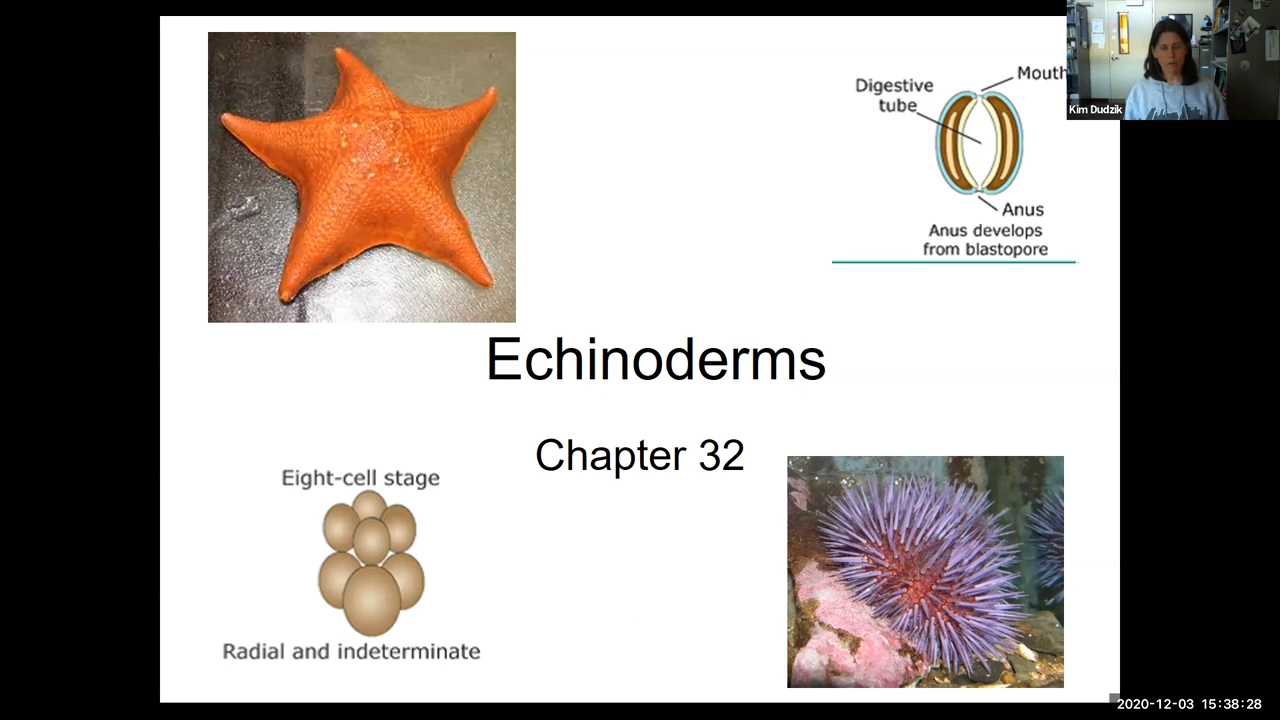 Mouth
Digestive
tube
Kim Dudzik
Anus
Anus develops
from blastopore
Echinoderms
Chapter 32
Eight-cell stage
Radial and indeterminate
2020-12-03 15:38:28